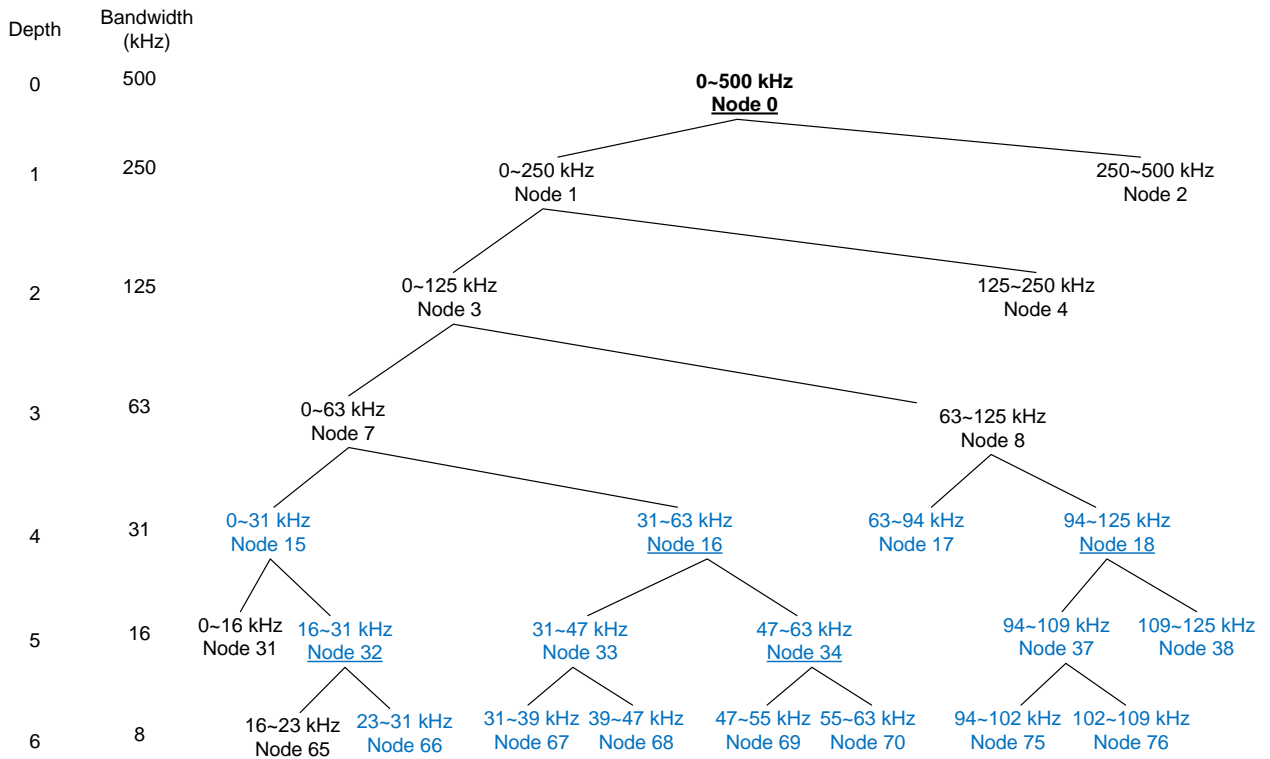 Depth
Bandwidth
(kHz)
0
500
0~500 kHz
Node 0
1
250
0~250 kHz
Node 1
250~500 kHz
Node 2
2
125
0~125 kHz
Node 3
125~250 kHz
Node 4
3
63
0~63 kHz
Node 7
63~125 kHz
Node 8
4
31
0~31 kHz
Node 15
31~63 kHz
Node 16
63~94 kHz
Node 17
94~125 kHz
Node 18
5
16
0~16 kHz
Node 31
16~31 kHz
Node 32
31~47 kHz
Node 33
47~63 kHz
Node 34
94~109 kHz
Node 37
109~125 kHz
Node 38
6
8
16~23 kHz
Node 65
23~31 kHz
Node 66
31~39 kHz
Node 67
39~47 kHz
Node 68
47~55 kHz
Node 69
55~63 kHz
Node 70
94~102 kHz
Node 75
102~109 kHz
Node 76